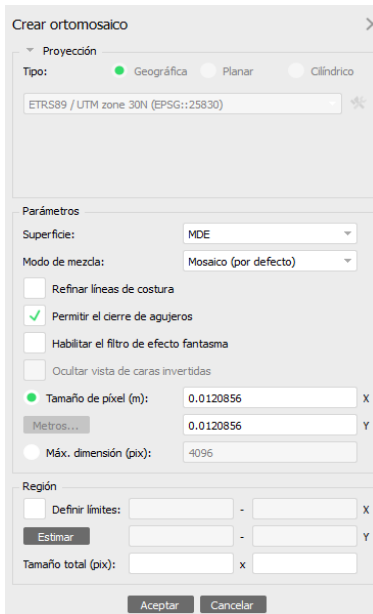 Crear ortomosaico
Proyección
Tipo: Geográfica Planar Cilíndrico
ETRS89 / UTM zone 30N (EPSG::25830)
Parámetros
Superficie: MDE
Modo de mezcla: Mosaico (por defecto)
Refinar líneas de costura
Permitir el cierre de agujeros
Habilitar el filtro de efecto fantasma
Ocultar vista de caras invertidas
Tamaño de píxel (m): 0.0120856 X
Metros... 0.0120856 Y
Máx. dimensión (pix): 4096
Región
Definir límites: - X
Estimar - Y
Tamaño total (pix): x
Aceptar Cancelar